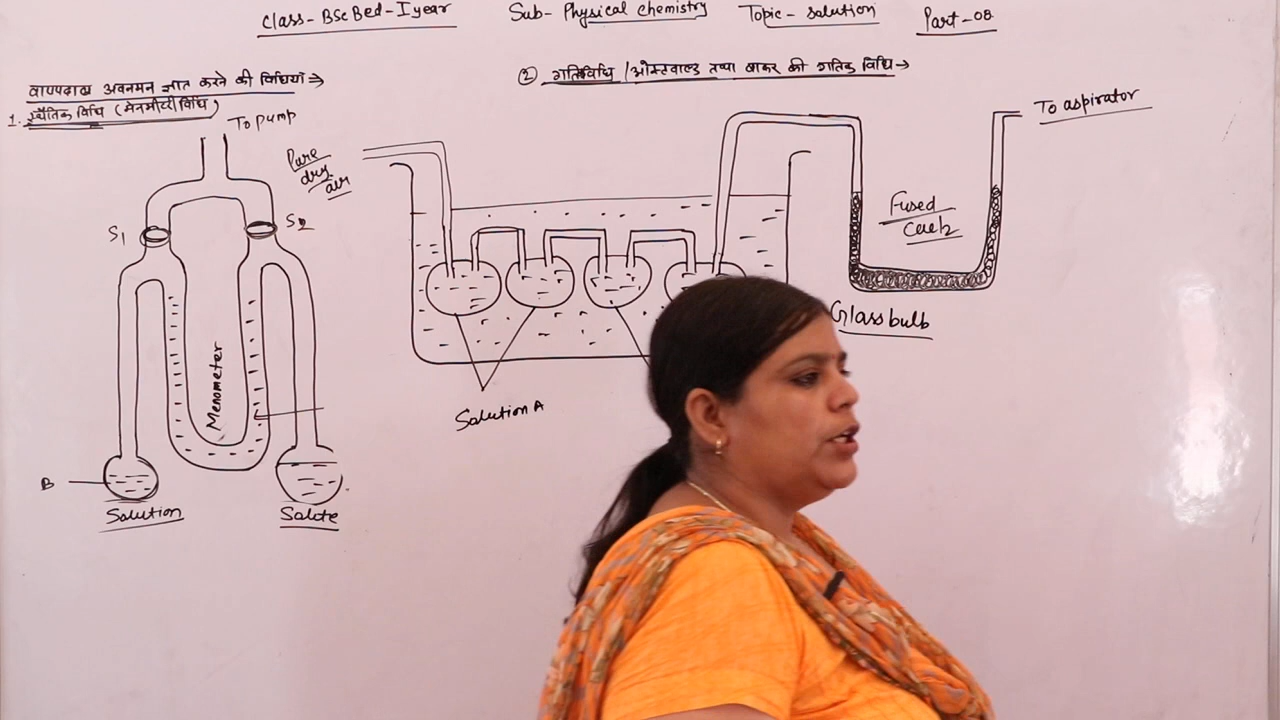 Class-BSc Bed-I year Sub- Physical chemistry Topic- Solution Part-08
वाष्पदाब अवनमन ज्ञात करने की विधियाँ ⇒
1. स्थैतिक विधि (मेनमीटर विधि)
② गतिविधि / ओस्टवाल्ड तथा वाकर की गतिक विधि →
To pump
Pure
dry
air
To aspirator
S1
S2
Fused
Glass bulb
Menometer
Solution A
B
Solution
Salote